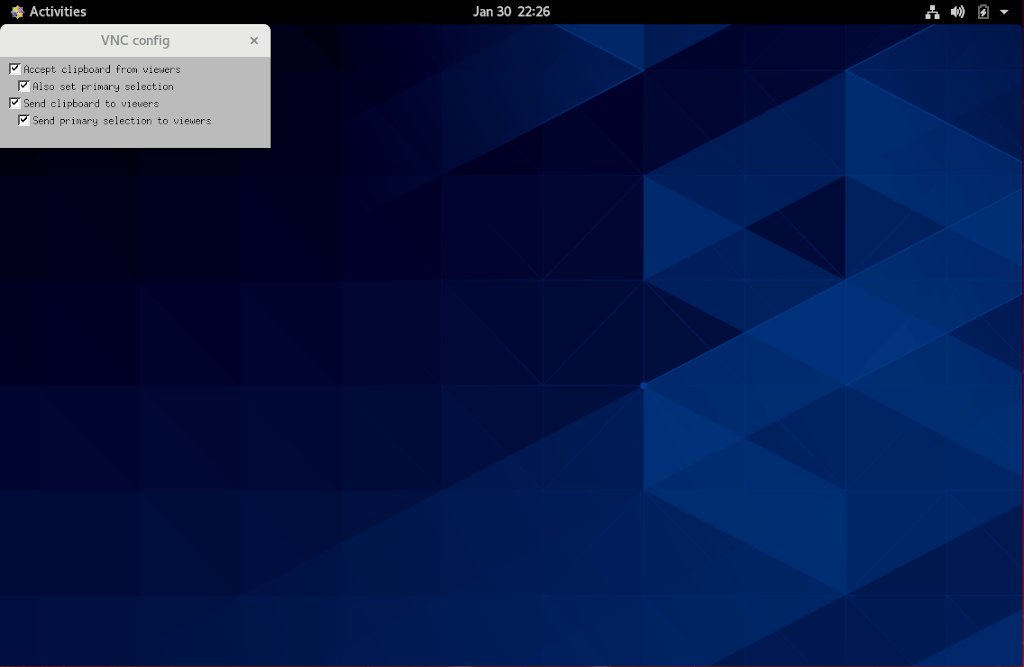 Activities
Jan 30 22:26
VNC config
Accept clipboard from viewers
Also set primary selection
Send clipboard to viewers
Send primary selection to viewers